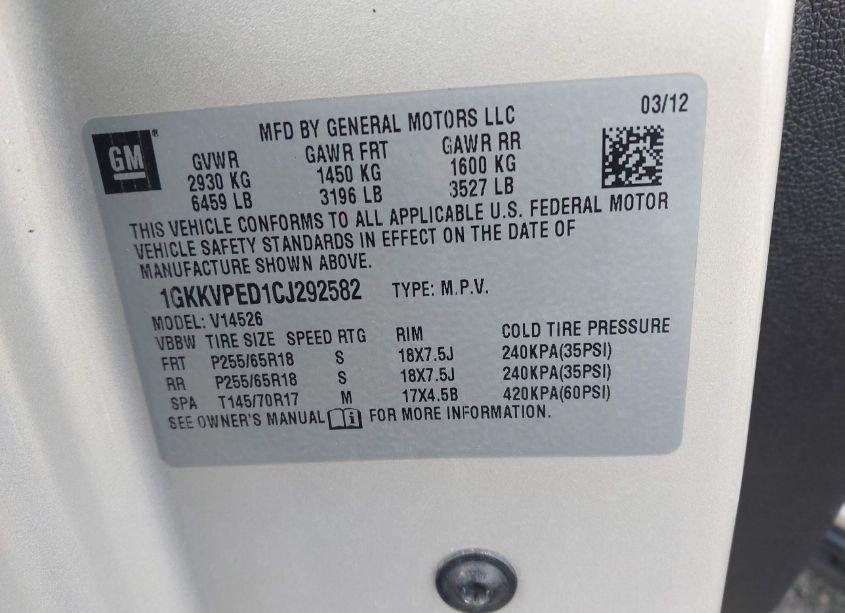 03/12
MFD BY GENERAL MOTORS LLC
GM®
GVWR GAWR FRT GAWR RR
2930 KG 1450 KG 1600 KG
6459 LB 3196 LB 3527 LB
THIS VEHICLE CONFORMS TO ALL APPLICABLE U.S. FEDERAL MOTOR
VEHICLE SAFETY STANDARDS IN EFFECT ON THE DATE OF
MANUFACTURE SHOWN ABOVE.
1GKKVPED1CJ292582 TYPE: M.P.V.
MODEL: V14526
VBBW TIRE SIZE SPEED RTG RIM COLD TIRE PRESSURE
FRT P255/65R18 S 18X7.5J 240KPA(35PSI)
RR P255/65R18 S 18X7.5J 240KPA(35PSI)
SPA T145/70R17 M 17X4.5B 420KPA(60PSI)
SEE OWNER'S MANUAL FOR MORE INFORMATION.